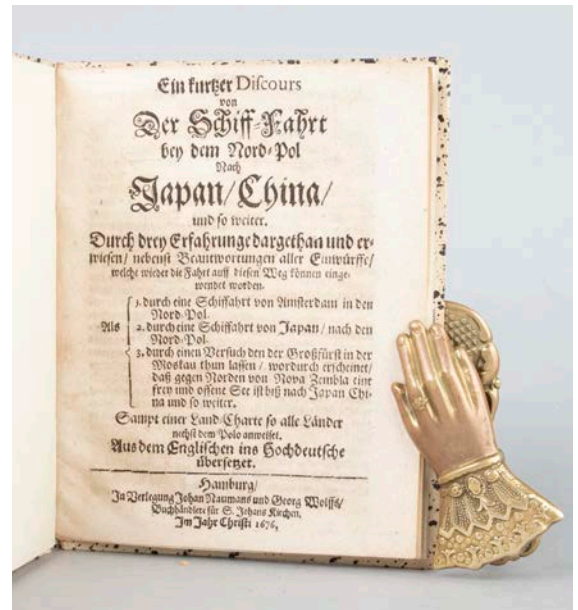 Ein kurtzer Discours
von
Der Schiff-Fahrt
bey dem Nord-Pol
Nach
Japan/ China/
und so weiter.
Durch drey Erfahrunge dargethan und er-
wiesen/ nebenst Beantwortungen aller Einwürffe/
welche wieder die Fahrt auff diesen Weg können einge-
wendet worden.
Als
1. durch eine Schiffahrt von Amsterdam in den
Nord-Pol.
2. durch eine Schiffahrt von Japan/ nach den
Nord-Pol.
3. durch einen Versuch den der Großfürst in der
Moskau thun lassen/ wordurch erscheinet/
daß gegen Norden von Nova Zembla eine
frey und offene See ist biß nach Japan Chi-
na und so weiter.
Sampt einer Land-Charte so alle Länder
nechst dem Polo anweiset.
Aus dem Englischen ins Hochdeutsche
übersetzet.
Hamburg/
In Verlegung Johan Naumans und Georg Wolffs/
Buchhändlere für S. Johans Kirchen,
Im Jahr Christi 1676,